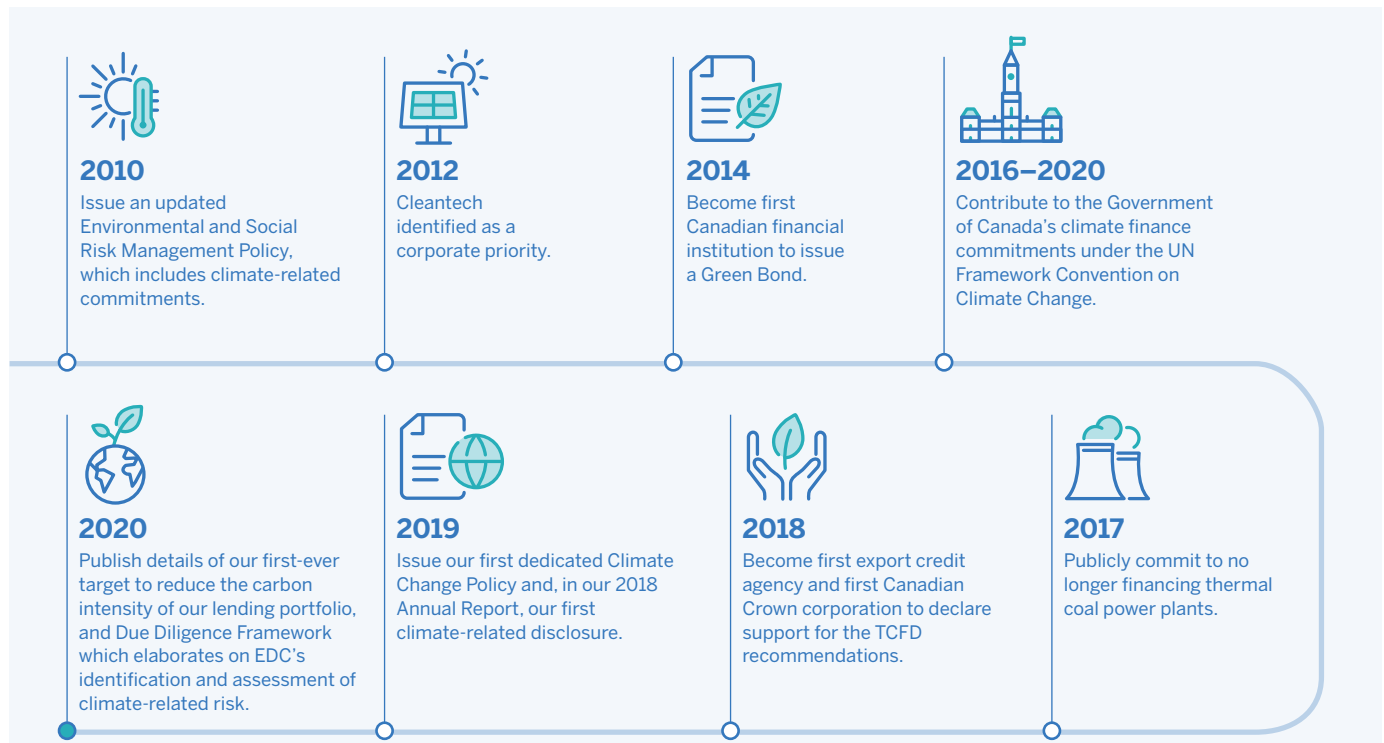 2010
Issue an updated
Environmental and Social
Risk Management Policy,
which includes climate-related
commitments.
2012
Cleantech
identified as a
corporate priority.
2014
Become first
Canadian financial
institution to issue
a Green Bond.
2016–2020
Contribute to the Government
of Canada’s climate finance
commitments under the UN
Framework Convention on
Climate Change.
2020
Publish details of our first-ever
target to reduce the carbon
intensity of our lending portfolio,
and Due Diligence Framework
which elaborates on EDC’s
identification and assessment of
climate-related risk.
2019
Issue our first dedicated Climate
Change Policy and, in our 2018
Annual Report, our first
climate-related disclosure.
2018
Become first export credit
agency and first Canadian
Crown corporation to declare
support for the TCFD
recommendations.
2017
Publicly commit to no
longer financing thermal
coal power plants.